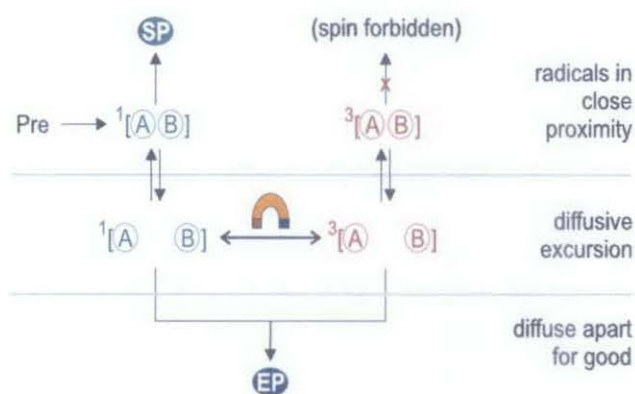 SP
(spin forbidden)
radicals in
close
proximity
Pre
1[A B]
3[A B]
1[A B]
3[A B]
diffusive
excursion
diffuse apart
for good
EP